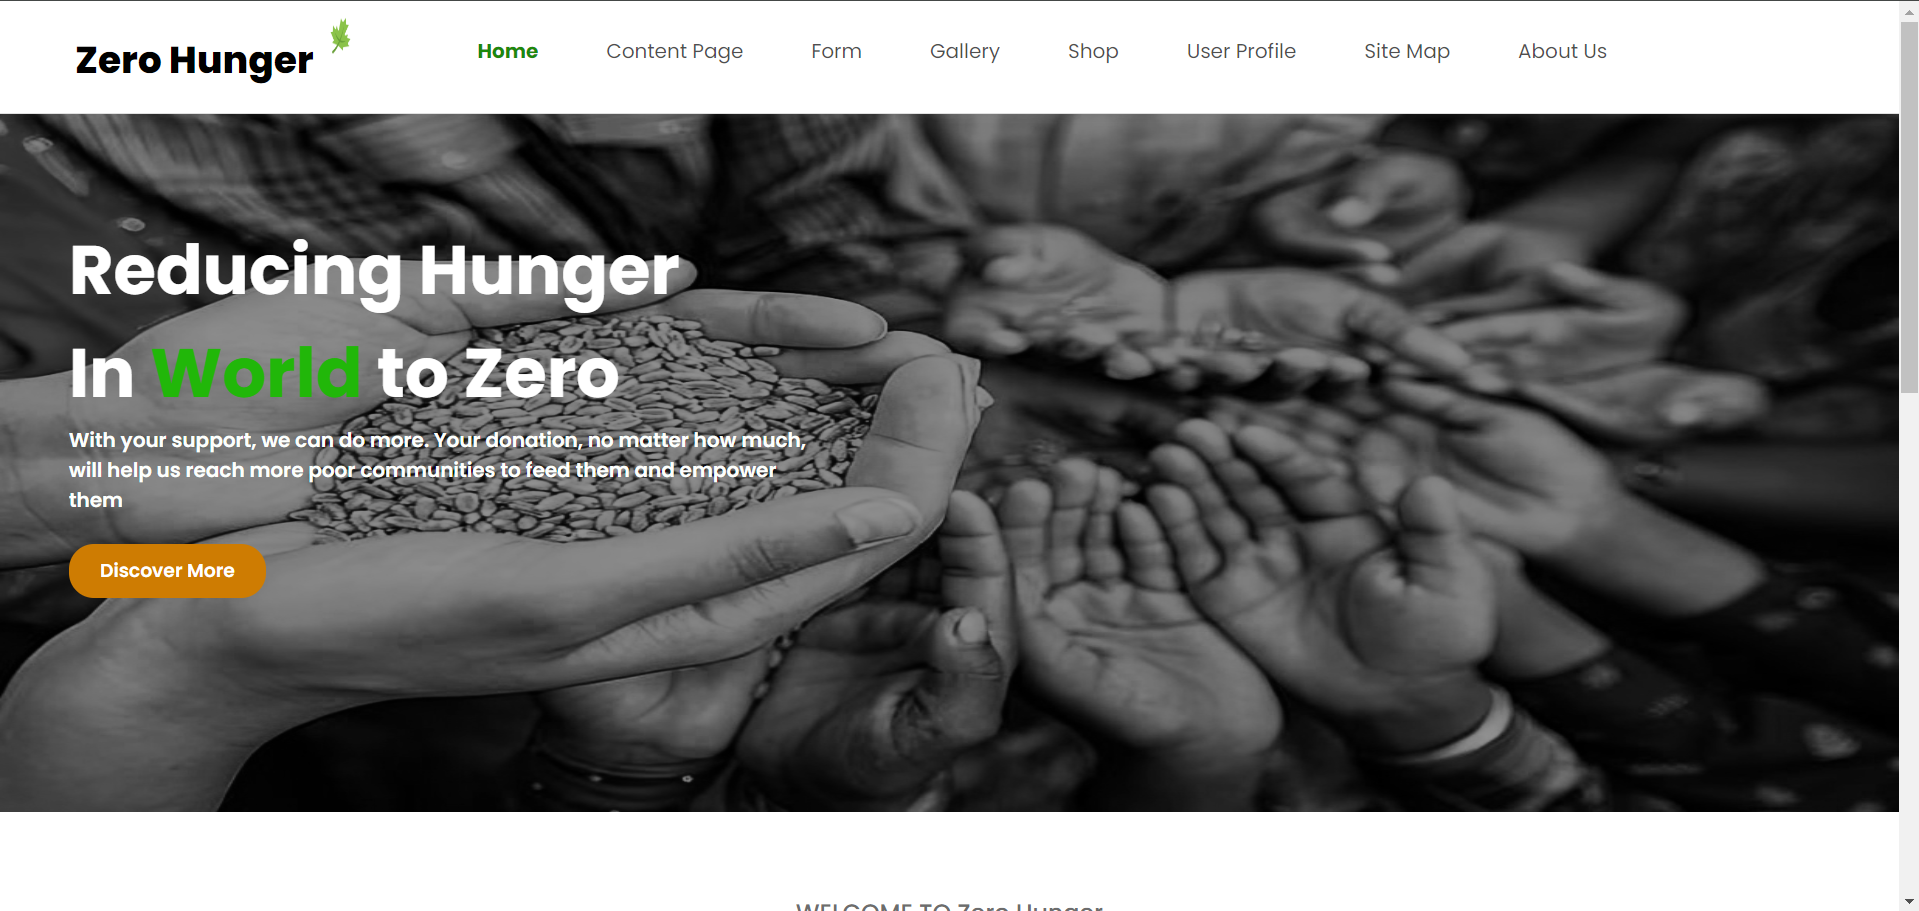 Zero Hunger
Home
Content Page
Form
Gallery
Shop
User Profile
Site Map
About Us
Reducing Hunger
In World to Zero
With your support, we can do more. Your donation, no matter how much,
will help us reach more poor communities to feed them and empower
them
Discover More
WELCOME TO Zero Hunger